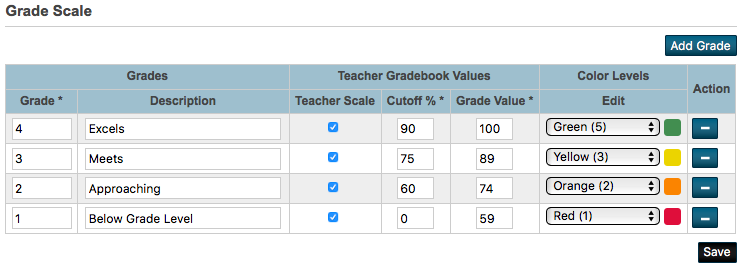 Grade Scale
Add Grade
Grades Teacher Gradebook Values Color Levels Action
Grade * Description Teacher Scale Cutoff % * Grade Value * Edit
4 Excels 90 100 Green (5)
3 Meets 75 89 Yellow (3)
2 Approaching 60 74 Orange (2)
1 Below Grade Level 0 59 Red (1)
Save